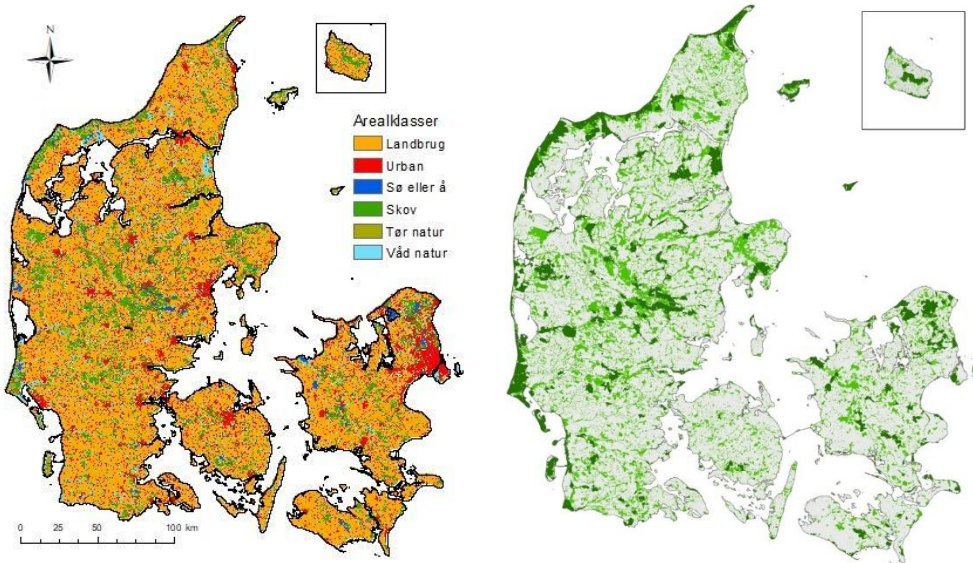 N
Arealklasser
Landbrug
Urban
Sø eller å
Skov
Tør natur
Våd natur
0 25 50 100 km